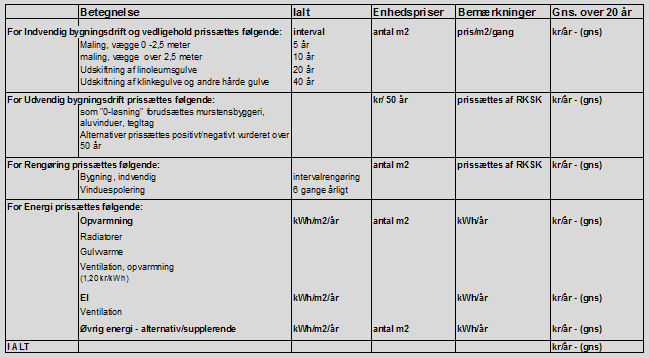 Betegnelse Ialt Enhedspriser Bemærkninger Gns. over 20 år
For Indvendig bygningsdrift og vedligehold prissættes følgende: interval antal m2 pris/m2/gang kr/år - (gns)
Maling, vægge 0 -2,5 meter 5 år
maling, vægge over 2,5 meter 10 år
Udskiftning af linoleumsgulve 20 år
Udskiftning af klinkegulve og andre hårde gulve 40 år
For Udvendig bygningsdrift prissættes følgende: kr/ 50 år prissættes af RKSK kr/år - (gns)
som "0-løsning" forudsættes murstensbyggeri,
aluvinduer, tegltag
Alternativer prissættes positivt/negativt vurderet over
50 år
For Rengøring prissættes følgende: antal m2 prissættes af RKSK kr/år - (gns)
Bygning, indvendig intervalrengøring
Vinduespolering 6 gange årligt
For Energi prissættes følgende:
Opvarmning kWh/m2/år antal m2 kWh/år kr/år - (gns)
Radiatorer
Gulvvarme
Ventilation, opvarmning
(1,20 kr/kWh)
El kWh/m2/år kWh/år kr/år - (gns)
Ventilation
Øvrig energi - alternativ/supplerende kWh/m2/år antal m2 kWh/år kr/år - (gns)
I ALT kr/år - (gns)